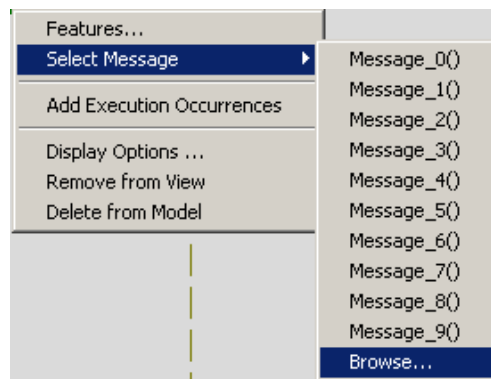 Features...
Select Message
Add Execution Occurrences
Display Options ...
Remove from View
Delete from Model
Message_0()
Message_1()
Message_2()
Message_3()
Message_4()
Message_5()
Message_6()
Message_7()
Message_8()
Message_9()
Browse...